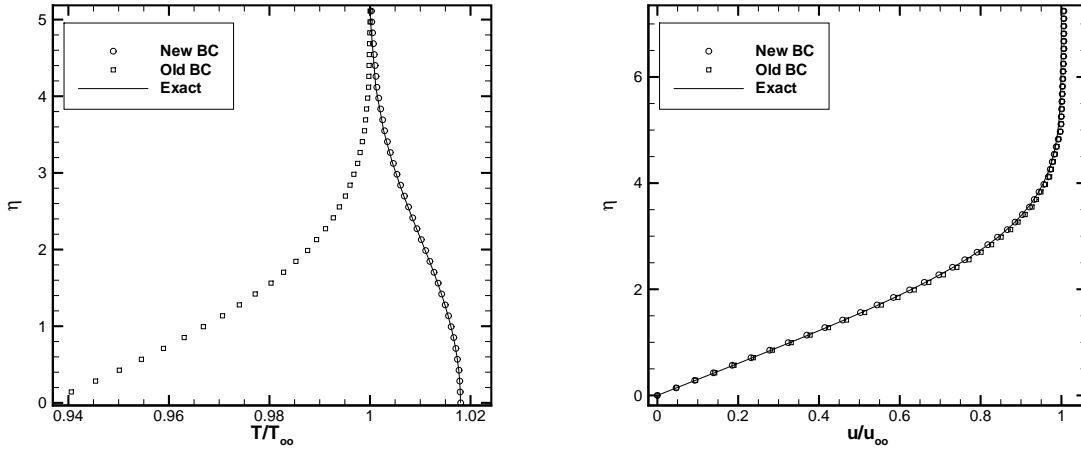 5
4
3
2
1
0
η
New BC
Old BC
Exact
0.94 0.96 0.98 1 1.02
T/T∞
6
4
2
0
η
New BC
Old BC
Exact
0 0.2 0.4 0.6 0.8 1
u/u∞